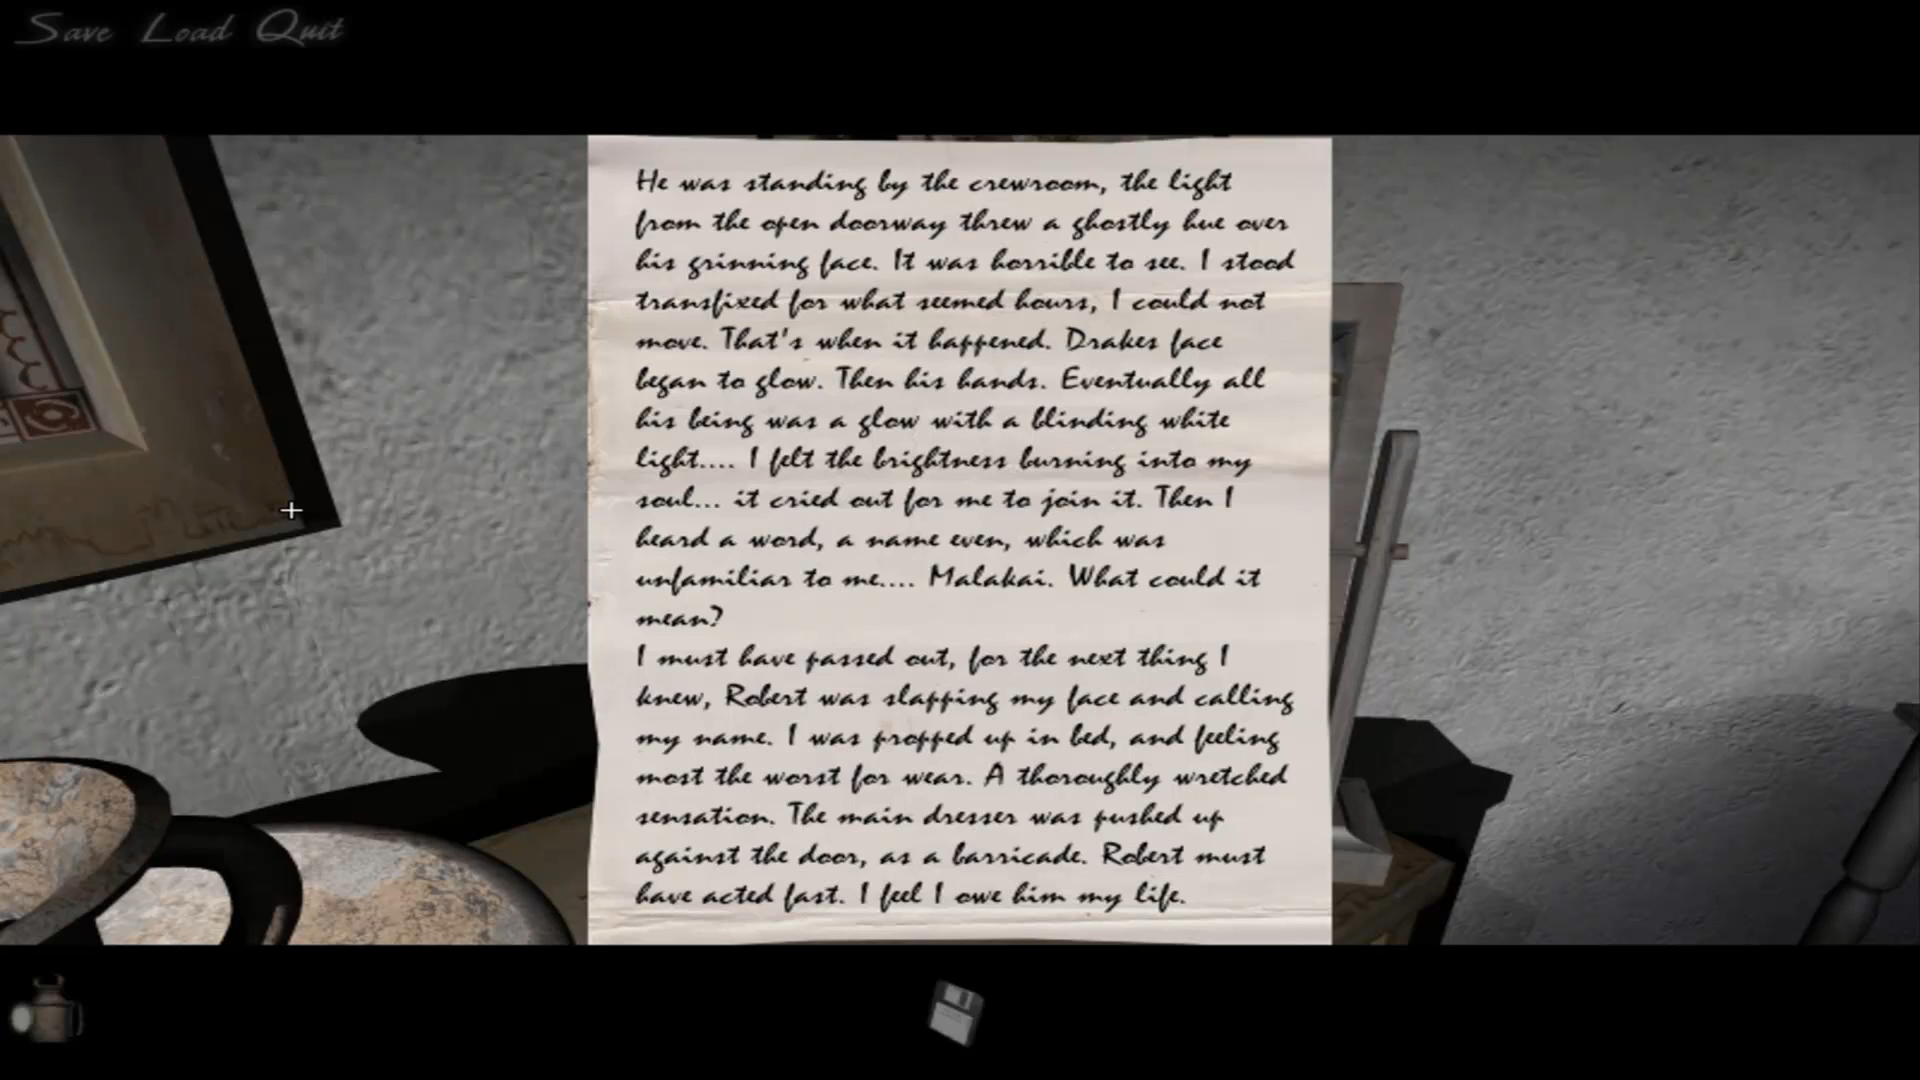 Save Load Quit
He was standing by the crewroom, the light
from the open doorway threw a ghostly hue over
his grinning face. It was horrible to see. I stood
transfixed for what seemed hours, I could not
move. That's when it happened. Drakes face
began to glow. Then his hands. Eventually all
his being was a glow with a blinding white
light.... I felt the brightness burning into my
soul... it cried out for me to join it. Then I
heard a word, a name even, which was
unfamiliar to me.... Malakai. What could it
mean?
I must have passed out, for the next thing I
knew, Robert was slapping my face and calling
my name. I was propped up in bed, and feeling
most the worst for wear. A thoroughly wretched
sensation. The main dresser was pushed up
against the door, as a barricade. Robert must
have acted fast. I feel I owe him my life.